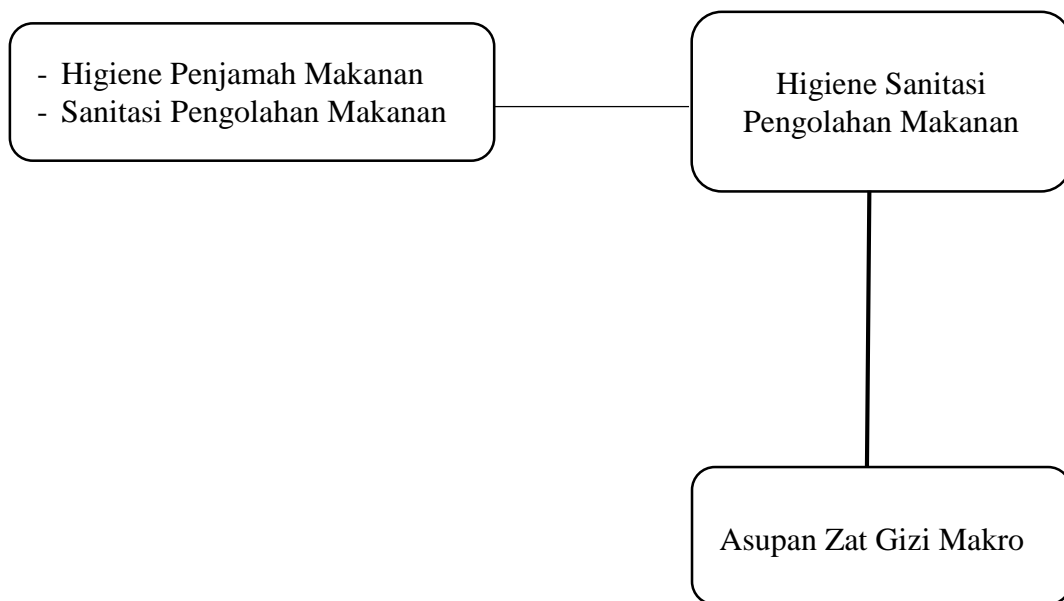 - Higiene Penjamah Makanan
- Sanitasi Pengolahan Makanan
Higiene Sanitasi
Pengolahan Makanan
Asupan Zat Gizi Makro